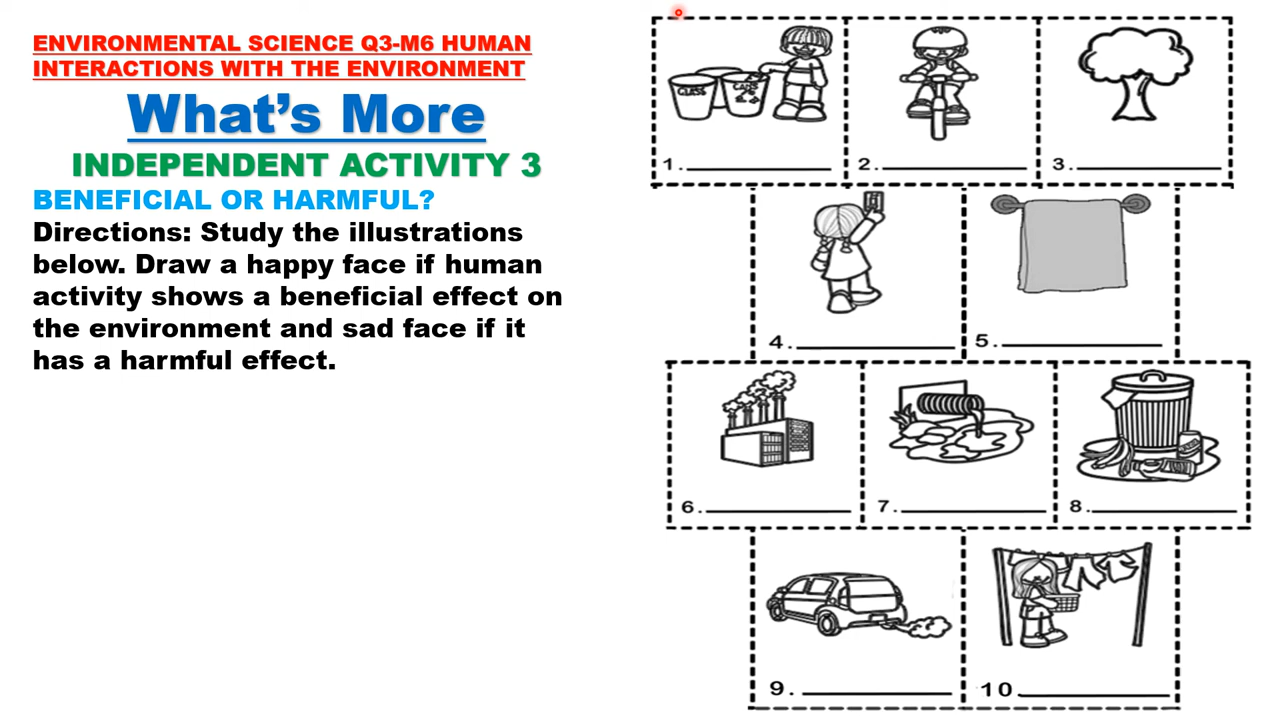 ENVIRONMENTAL SCIENCE Q3-M6 HUMAN
INTERACTIONS WITH THE ENVIRONMENT
What's More
INDEPENDENT ACTIVITY 3
BENEFICIAL OR HARMFUL?
Directions: Study the illustrations
below. Draw a happy face if human
activity shows a beneficial effect on
the environment and sad face if it
has a harmful effect.
GLASS
CANS
1.
2.
3.
4.
5.
6.
7.
8.
9.
10